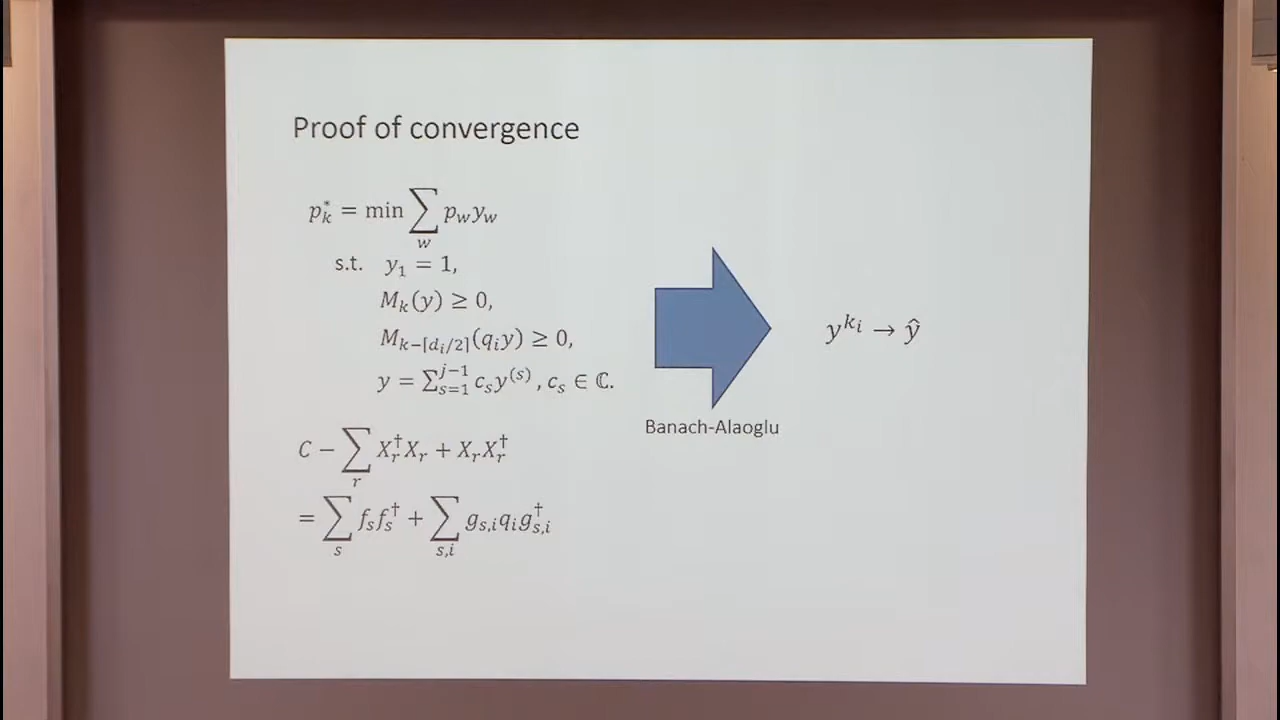 Proof of convergence
p*_k = min ∑_w p_w y_w
s.t. y_1 = 1,
M_k(y) ≥ 0,
M_{k−⌈d_i/2⌉}(q_i y) ≥ 0,
y = ∑_{s=1}^{j−1} c_s y^{(s)}, c_s ∈ ℂ.
C − ∑_r X_r^† X_r + X_r X_r^†
= ∑_s f_s f_s^† + ∑_{s,i} g_{s,i} q_i g_{s,i}^†
Banach-Alaoglu
y^{k_i} → ŷ